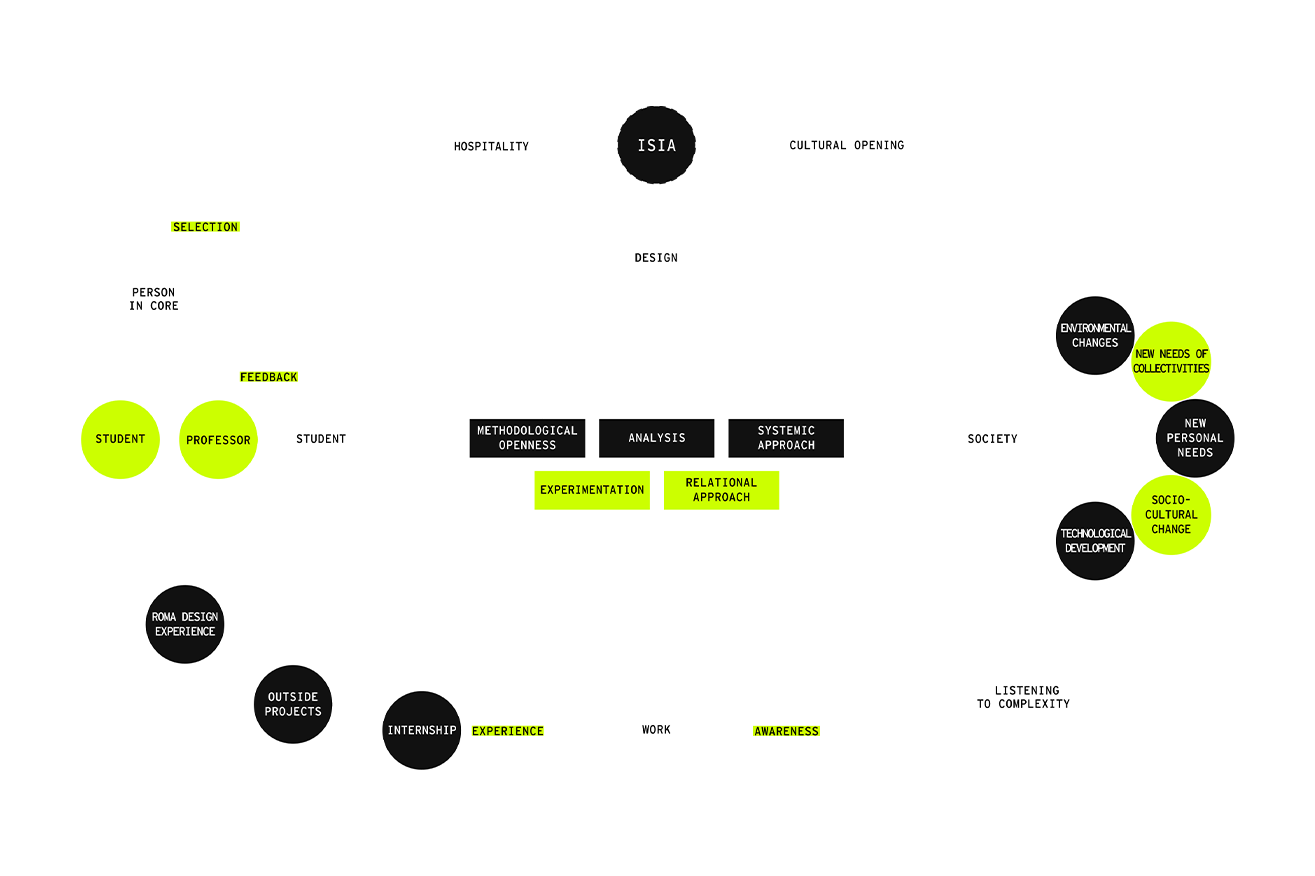 ISIA
HOSPITALITY
CULTURAL OPENING
SELECTION
DESIGN
PERSON
IN CORE
ENVIRONMENTAL
CHANGES
NEW NEEDS OF
COLLECTIVITIES
FEEDBACK
STUDENT
PROFESSOR
STUDENT
METHODOLOGICAL
OPENNESS
ANALYSIS
SYSTEMIC
APPROACH
SOCIETY
NEW
PERSONAL
NEEDS
EXPERIMENTATION
RELATIONAL
APPROACH
SOCIO-
CULTURAL
CHANGE
TECHNOLOGICAL
DEVELOPMENT
ROMA DESIGN
EXPERIENCE
OUTSIDE
PROJECTS
LISTENING
TO COMPLEXITY
INTERNSHIP
EXPERIENCE
WORK
AWARENESS